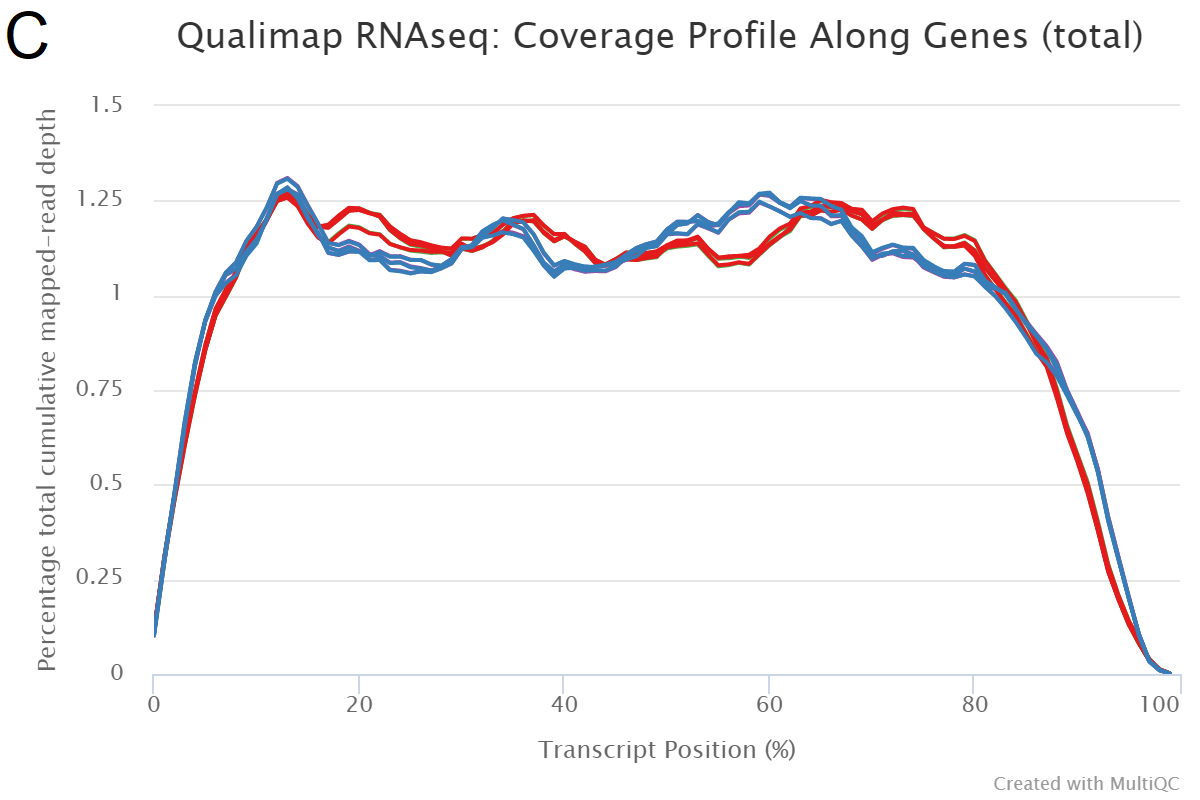 C
Qualimap RNAseq: Coverage Profile Along Genes (total)
Percentage total cumulative mapped-read depth
1.5
1.25
1
0.75
0.5
0.25
0
0 20 40 60 80 100
Transcript Position (%)
Created with MultiQC